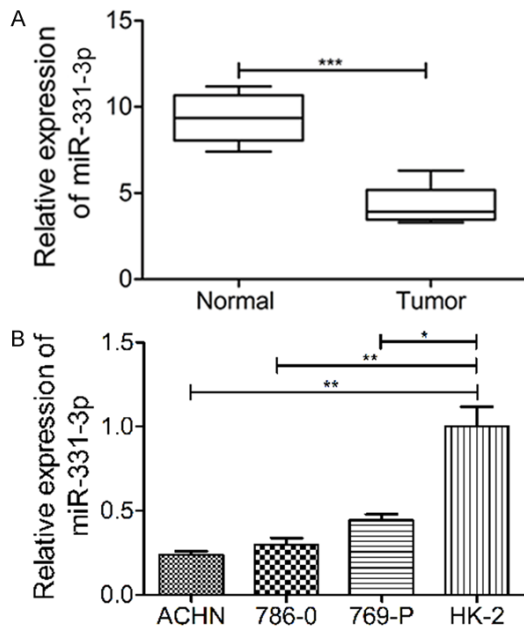 A
Relative expression
of miR-331-3p
15
10
5
0
***
Normal
Tumor
B
Relative expression of
miR-331-3p
1.5
1.0
0.5
0.0
*
**
**
ACHN
786-0
769-P
HK-2